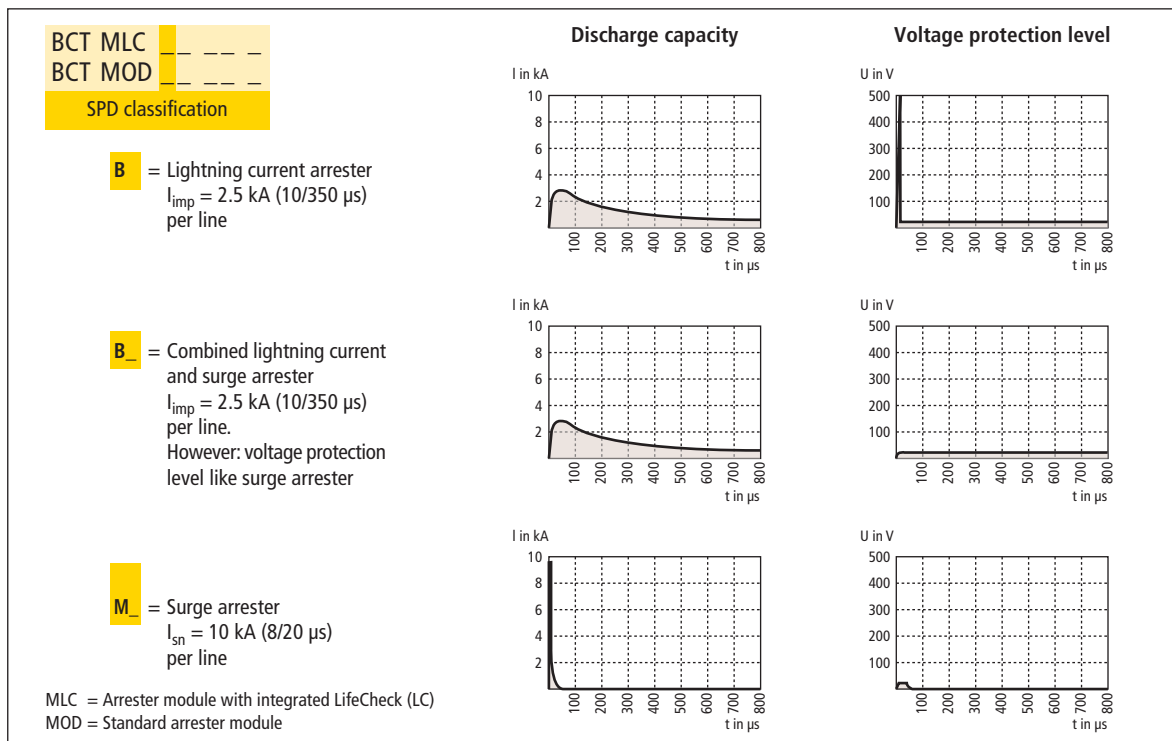 BCT MLC _ _ _ _ _
BCT MOD _ _ _ _ _
SPD classification
Discharge capacity
Voltage protection level
B = Lightning current arrester
I_imp = 2.5 kA (10/350 µs)
per line
I in kA
10
8
6
4
2
100
200
300
400
500
600
700
800
t in µs
U in V
500
400
300
200
100
100
200
300
400
500
600
700
800
t in µs
B_ = Combined lightning current
and surge arrester
I_imp = 2.5 kA (10/350 µs)
per line.
However: voltage protection
level like surge arrester
I in kA
10
8
6
4
2
100
200
300
400
500
600
700
800
t in µs
U in V
500
400
300
200
100
100
200
300
400
500
600
700
800
t in µs
M_ = Surge arrester
I_sn = 10 kA (8/20 µs)
per line
I in kA
10
8
6
4
2
100
200
300
400
500
600
700
800
t in µs
U in V
500
400
300
200
100
100
200
300
400
500
600
700
800
t in µs
MLC = Arrester module with integrated LifeCheck (LC)
MOD = Standard arrester module